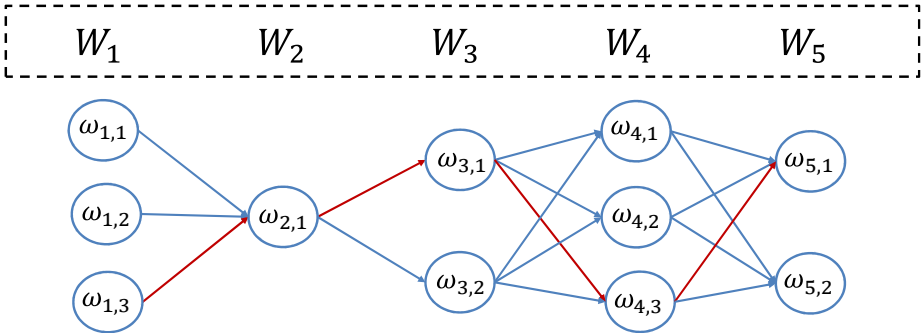 W₁ W₂ W₃ W₄ W₅
ω₁,₁ ω₄,₁
ω₃,₁ ω₅,₁
ω₁,₂ ω₂,₁ ω₄,₂
ω₃,₂ ω₅,₂
ω₁,₃ ω₄,₃